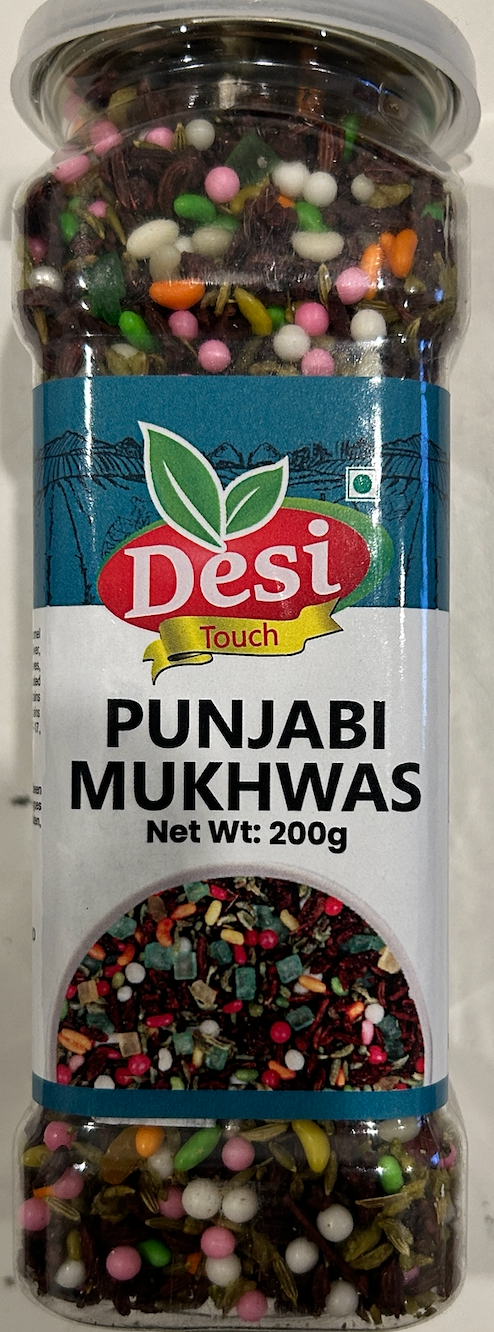 Desi
Touch
PUNJABI
MUKHWAS
Net Wt: 200g